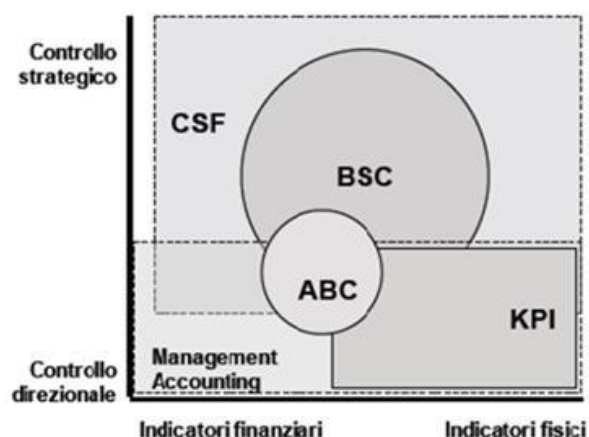 Controllo
strategico
CSF
BSC
ABC
KPI
Management
Accounting
Controllo
direzionale
Indicatori finanziari
Indicatori fisici